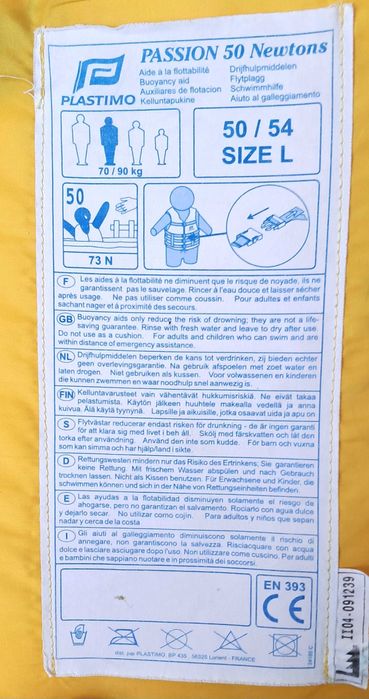 PLASTIMO
PASSION 50 Newtons
Aide à la flottabilité
Buoyancy aid
Auxiliares de flotacion
Kelluntapukine
Drijfhulpmiddelen
Flytplagg
Schwimmhilfe
Aiuto al galleggiamento
70 / 90 kg
50 / 54
SIZE L
50
73 N
F Les aides à la flottabilité ne diminuent que le risque de noyade, ils ne
garantissent pas le sauvetage. Rincer à l'eau douce et laisser sécher
après usage. Ne pas utiliser comme coussin. Pour adultes et enfants
sachant nager et à proximité des secours.
GB Buoyancy aids only reduce the risk of drowning; they are not a life-
saving guarantee. Rinse with fresh water and leave to dry after use.
Do not use as a cushion. For adults and children who can swim and are
within distance of emergency assistance.
NL Drijfhulpmiddelen beperken de kans tot verdrinken, zij bieden echter
geen overlevingsgarantie. Na gebruik afspoelen met zoet water en
laten drogen. Niet gebruiken als kussen. Voor volwassenen en kinderen
die kunnen zwemmen en waar noodhulp snel aanwezig is.
FIN Kelluntavarusteet vain vähentävät hukkumisriskiä. Ne eivät takaa
pelastumista. Käytön jälkeen huuhtele makealla vedellä ja anna
kuivua. Älä käytä tyynynä. Lapsille ja aikuisille, jotka osaavat uida ja apu on
S Flytvästar reducerar endast risken för drunkning - de är ingen garanti
för att klara sig med livet i behåll. Skölj med färskvatten och låt den
torka efter användning. Använd den inte som kudde. För barn och vuxna
som kan simma och har hjälp/land i sikte.
D Rettungswesten mindern nur das Risiko des Ertrinkens; Sie garantieren
keine Rettung. Mit frischem Wasser abspülen und nach Gebrauch
trocknen lassen. Nicht als Kissen benutzen. Für Erwachsene und Kinder, die
schwimmen können und sich in der Nähe von Rettungseinheiten befinden.
E Las ayudas a la flotabilidad disminuyen solamente el riesgo de
ahogarse, pero no garantizan el salvamento. Rociarlo con agua dulce
y dejarlo secar. No utilizar como cojín. Para adultos y niños que sepan
nadar y cerca de la costa
I Gli aiuti al galleggiamento diminuiscono solamente il rischio di
annegare, non garantiscono la salvezza. Risciacquare con acqua
dolce e lasciare asciugare dopo l'uso. Non utilizzare come cuscino. Per adulti
e bambini che sappiano nuotare e in prossimità dei soccorsi.
EN 393
CE
dist. par PLASTIMO BP 435 56325 Lorient - FRANCE
II04-091239